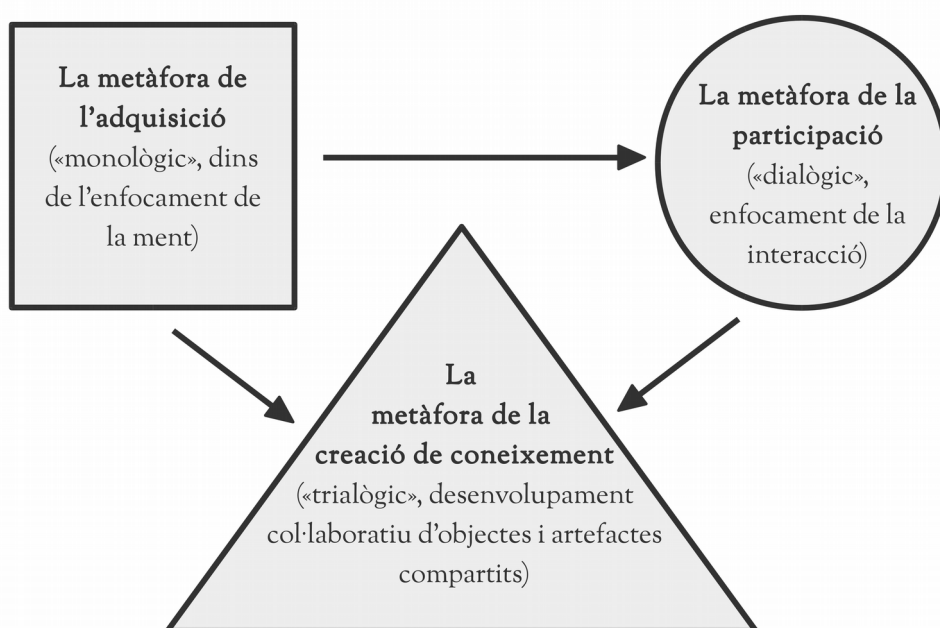 La metàfora de
l’adquisició
(«monològic», dins
de l’enfocament de
la ment)
La metàfora de la
participació
(«dialògic»,
enfocament de la
interacció)
La
metàfora de la
creació de coneixement
(«trialògic», desenvolupament
col·laboratiu d’objectes i artefactes
compartits)